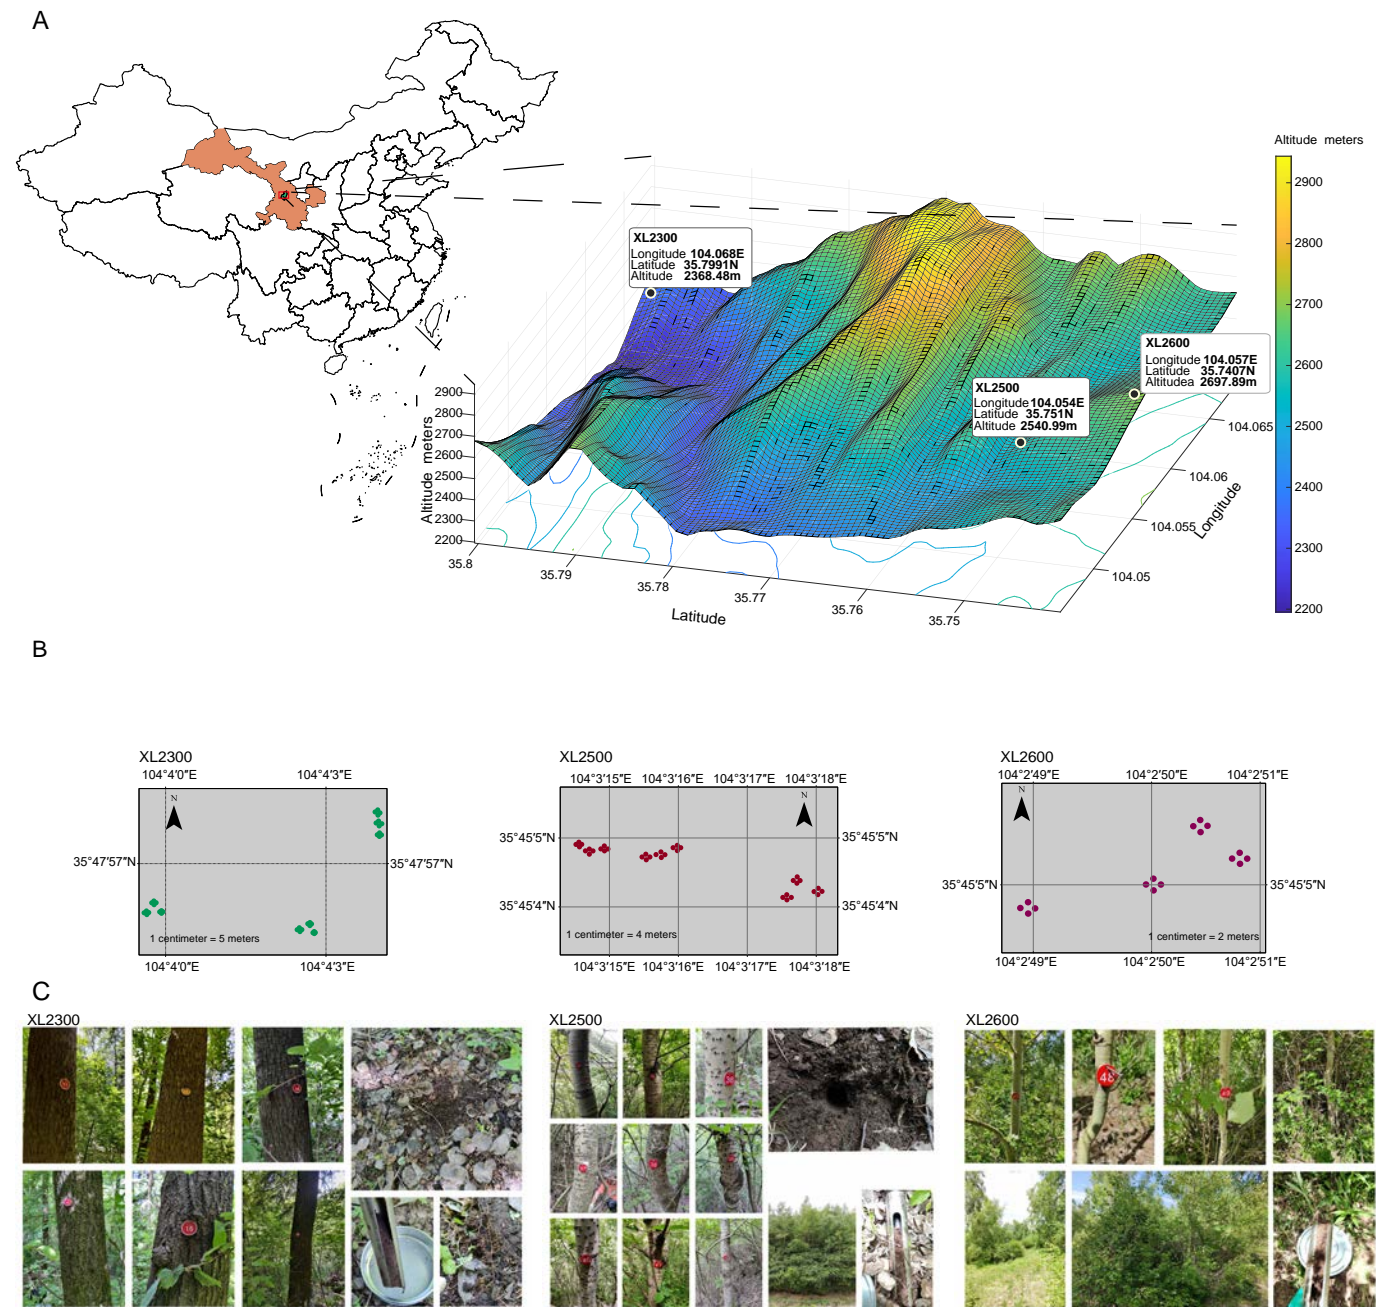 A
Altitude meters
2900
2800
2700
2600
2500
2400
2300
2200
XL2300
Longitude 104.068E
Latitude 35.7991N
Altitude 2368.48m
XL2600
Longitude 104.057E
Latitude 35.7407N
Altitudea 2697.89m
XL2500
Longitude 104.054E
Latitude 35.751N
Altitude 2540.99m
Altitude meters
2900
2800
2700
2600
2500
2400
2300
2200
35.8
35.79
35.78
35.77
35.76
35.75
Latitude
104.065
104.06
104.055
104.05
Longitude
B
XL2300
104°4'0"E 104°4'3"E
N
35°47'57"N 35°47'57"N
1 centimeter = 5 meters
104°4'0"E 104°4'3"E
XL2500
104°3'15"E 104°3'16"E 104°3'17"E 104°3'18"E
N
35°45'5"N 35°45'5"N
35°45'4"N 35°45'4"N
1 centimeter = 4 meters
104°3'15"E 104°3'16"E 104°3'17"E 104°3'18"E
XL2600
104°2'49"E 104°2'50"E 104°2'51"E
N
35°45'5"N 35°45'5"N
1 centimeter = 2 meters
104°2'49"E 104°2'50"E 104°2'51"E
C
XL2300
XL2500
XL2600
48